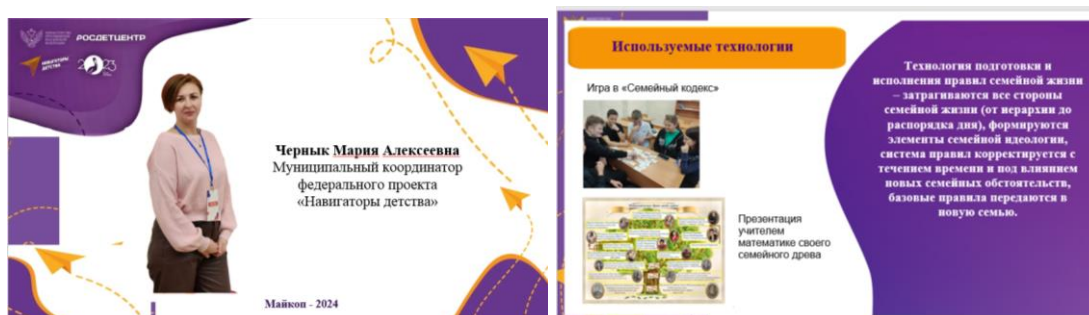 РОСДЕТЦЕНТР
НАВИГАТОРЫ
ДЕТСТВА
2023
Черных Мария Алексеевна
Муниципальный координатор
федерального проекта
«Навигаторы детства»
Майкоп - 2024
Используемые технологии
Игра в «Семейный кодекс»
Презентация
учителем
математике своего
семейного древа
Технология подготовки и
исполнения правил семейной жизни
– затрагиваются все стороны
семейной жизни (от иерархии до
распорядка дня), формируются
элементы семейной идеологии,
система правил корректируется с
течением времени и под влиянием
новых семейных обстоятельств,
базовые правила передаются в
новую семью.